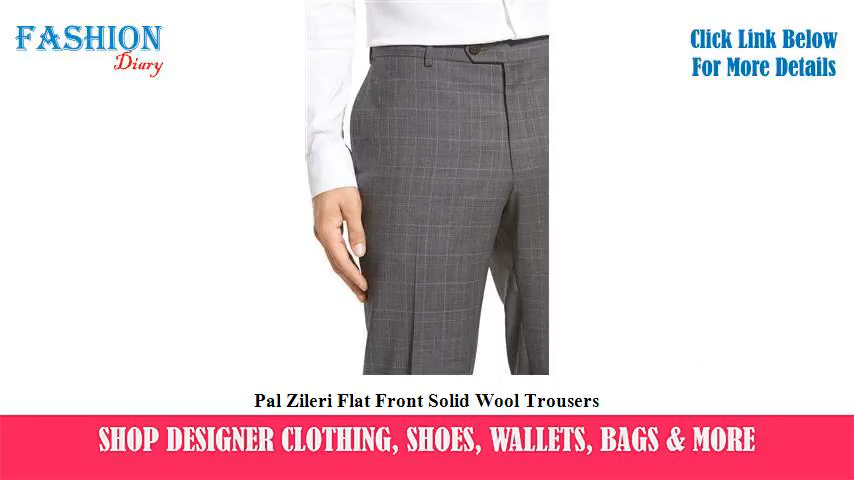 FASHION
Diary
Click Link Below
For More Details
Pal Zileri Flat Front Solid Wool Trousers
SHOP DESIGNER CLOTHING, SHOES, WALLETS, BAGS & MORE